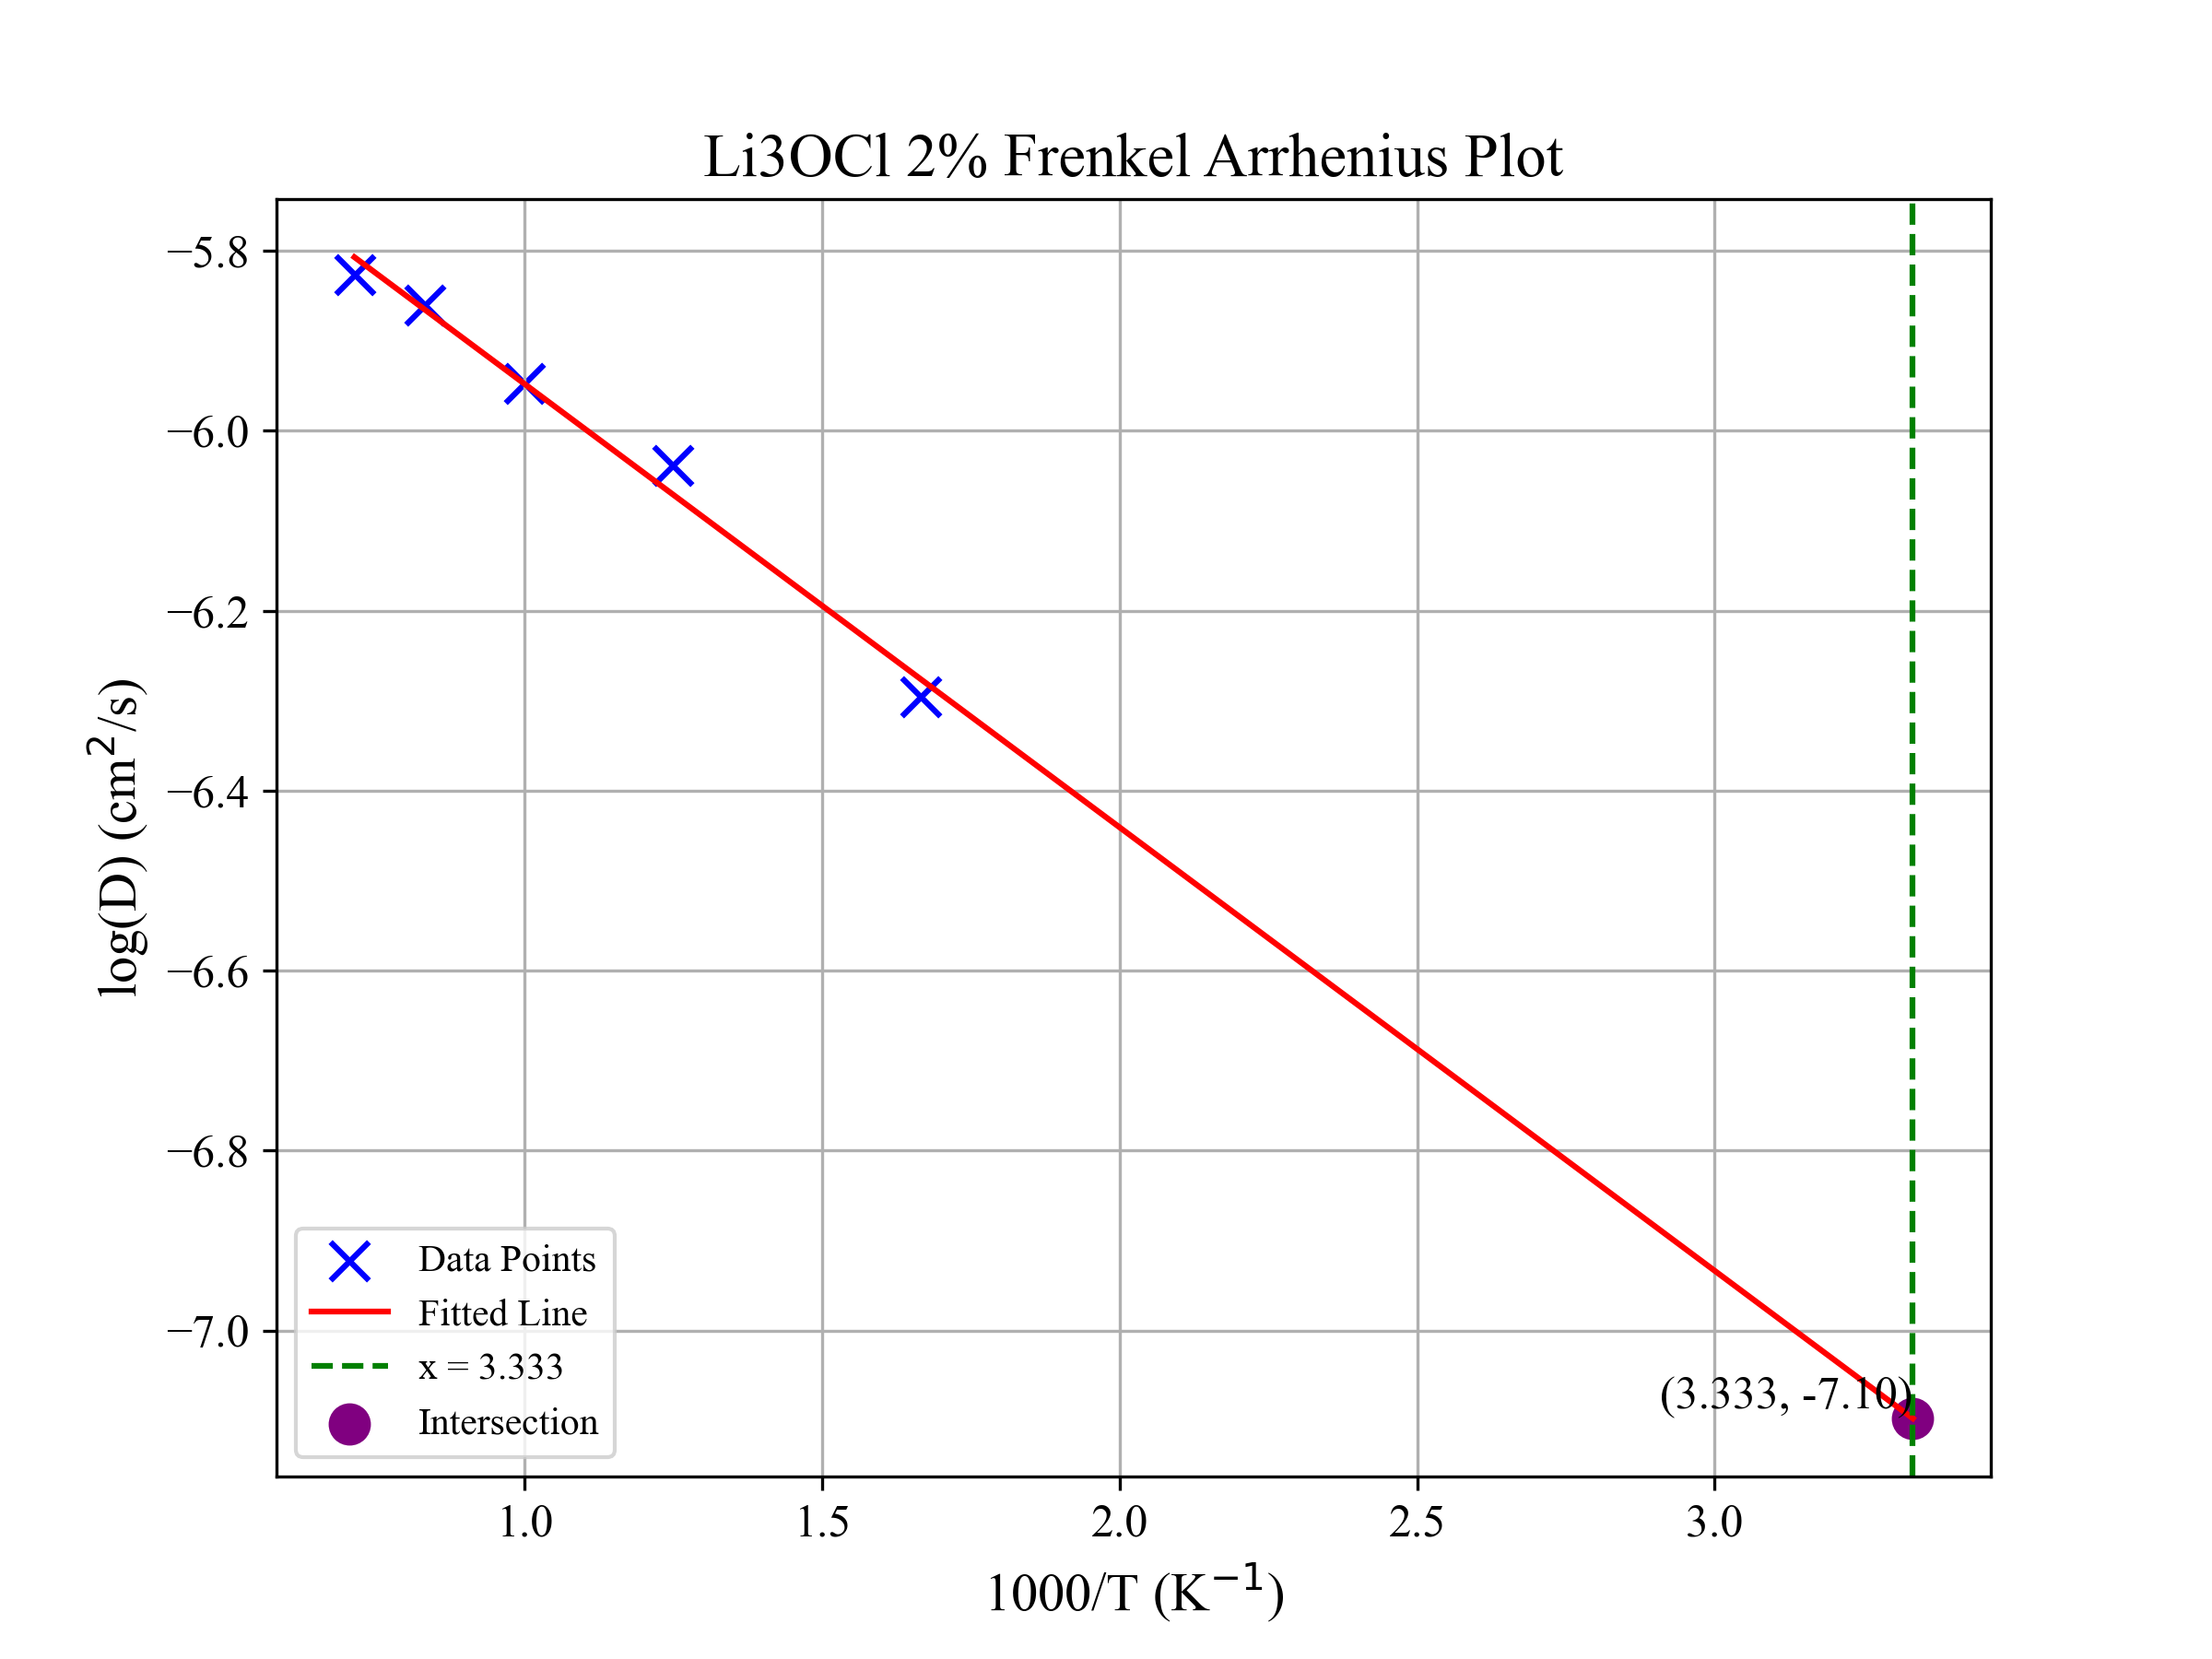 Li3OCl 2% Frenkel Arrhenius Plot
log(D) (cm²/s)
−5.8
−6.0
−6.2
−6.4
−6.6
−6.8
−7.0
(3.333, -7.10)
Data Points
Fitted Line
x = 3.333
Intersection
1.0 1.5 2.0 2.5 3.0
1000/T (K⁻¹)